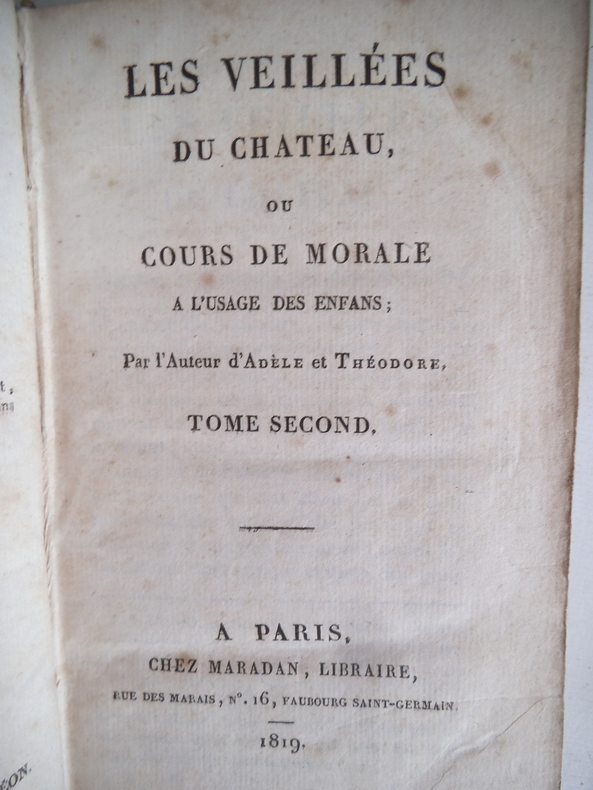 LES VEILLÉES
DU CHATEAU,
OU
COURS DE MORALE
A L'USAGE DES ENFANS;
Par l'Auteur d'ADÈLE et THÉODORE,
TOME SECOND,
A PARIS,
CHEZ MARADAN, LIBRAIRE,
RUE DES MARAIS, N°. 16, FAUBOURG SAINT-GERMAIN.
1819.